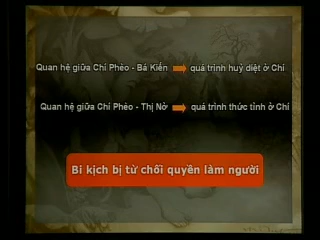 Quan hệ giữa Chí Phèo - Bá Kiến quá trình huỷ diệt ở Chí
Quan hệ giữa Chí Phèo - Thị Nở quá trình thức tỉnh ở Chí
Bi kịch bị từ chối quyền làm người